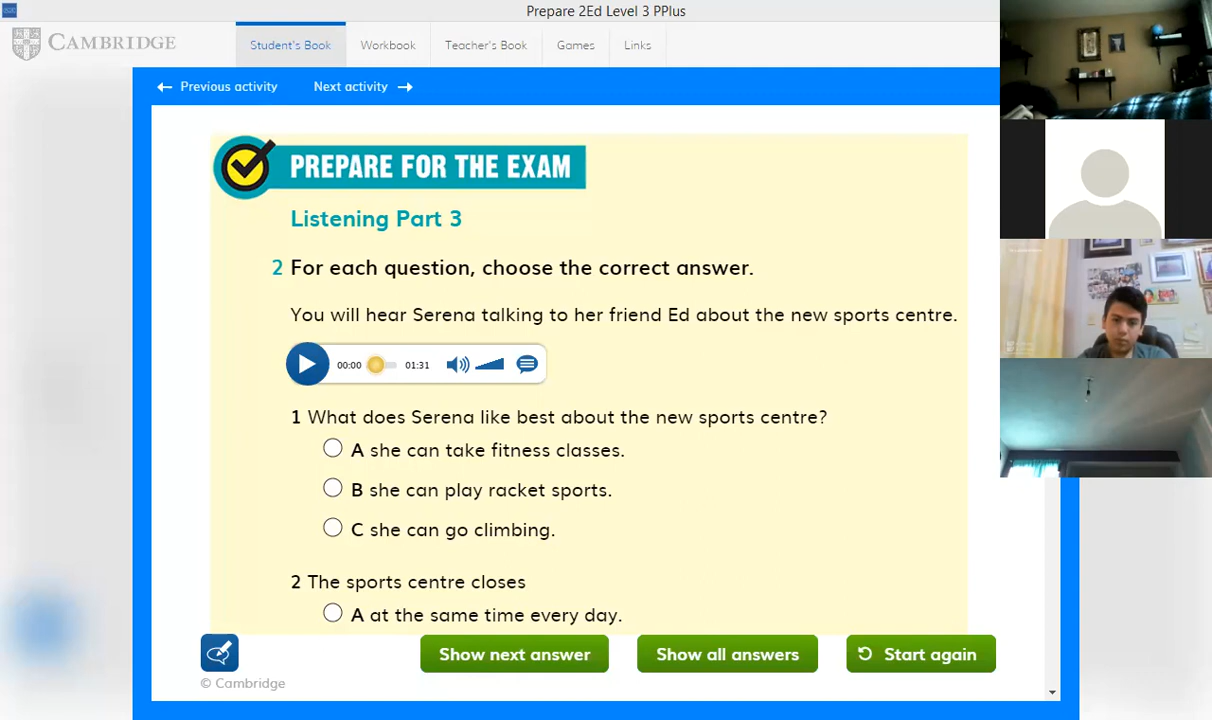 Prepare 2Ed Level 3 PPlus
CAMBRIDGE
Student's Book Workbook Teacher's Book Games Links
← Previous activity Next activity →
PREPARE FOR THE EXAM
Listening Part 3
2 For each question, choose the correct answer.
You will hear Serena talking to her friend Ed about the new sports centre.
00:00 01:31
1 What does Serena like best about the new sports centre?
A she can take fitness classes.
B she can play racket sports.
C she can go climbing.
2 The sports centre closes
A at the same time every day.
Show next answer Show all answers Start again
© Cambridge